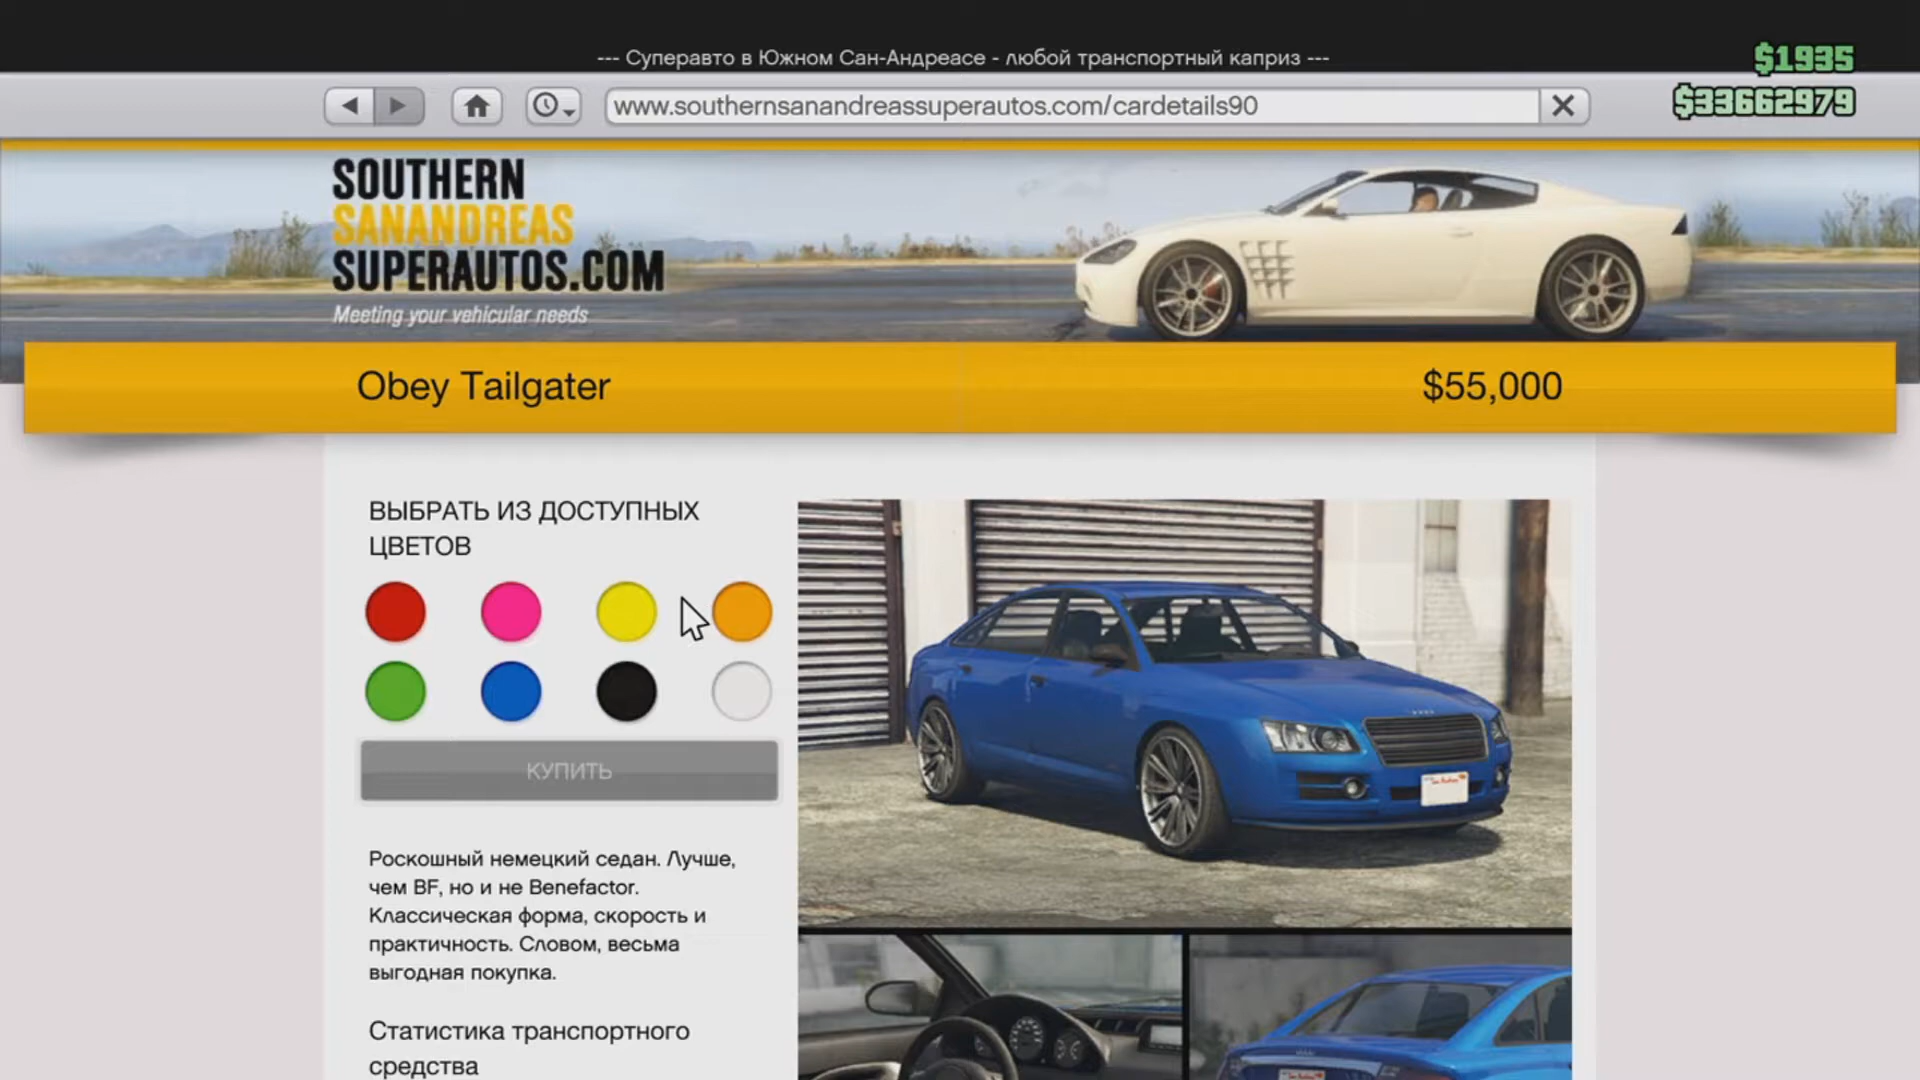 --- Суперавто в Южном Сан-Андреасе - любой транспортный каприз ---
$1935
$33662979
www.southernsanandreassuperautos.com/cardetails90
SOUTHERN
SANANDREAS
SUPERAUTOS.COM
Meeting your vehicular needs
Obey Tailgater
$55,000
ВЫБРАТЬ ИЗ ДОСТУПНЫХ
ЦВЕТОВ
КУПИТЬ
Роскошный немецкий седан. Лучше,
чем BF, но и не Benefactor.
Классическая форма, скорость и
практичность. Словом, весьма
выгодная покупка.
Статистика транспортного
средства